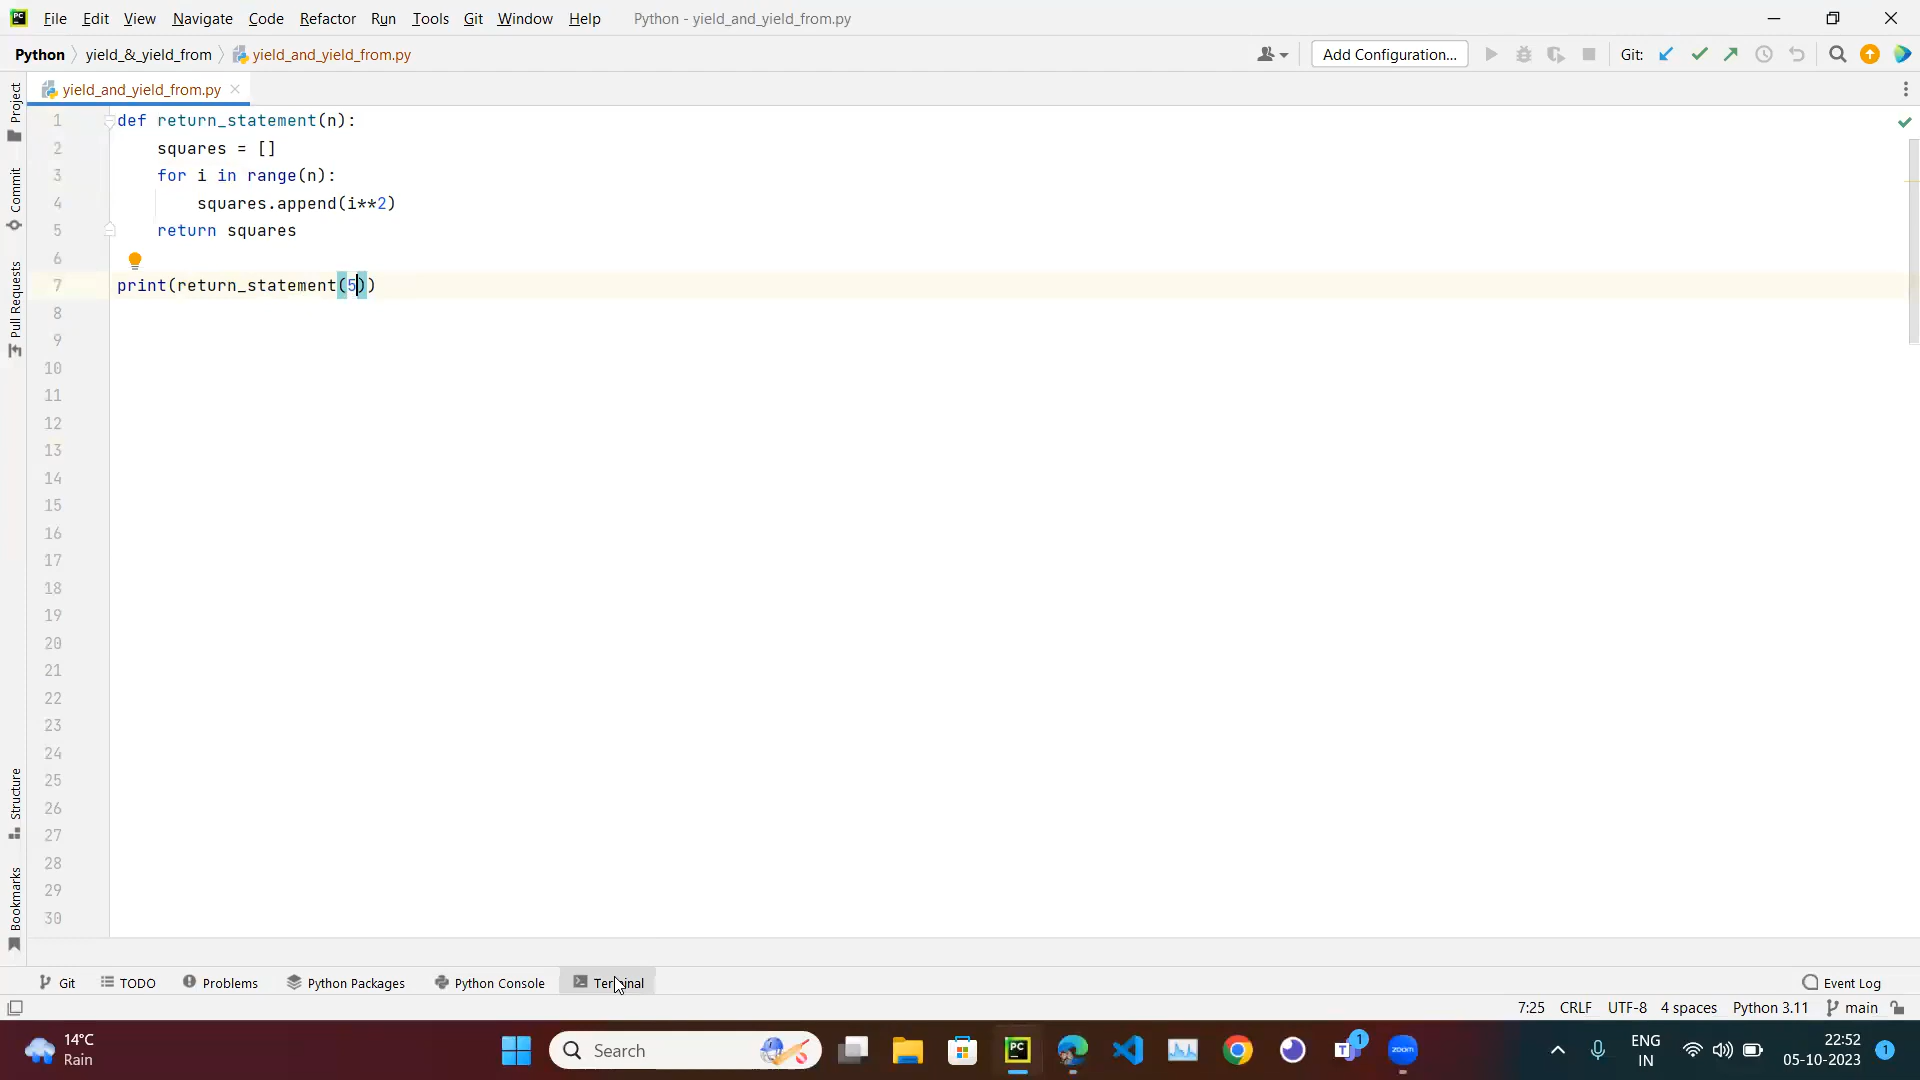 File Edit View Navigate Code Refactor Run Tools Git Window Help Python - yield_and_yield_from.py
Python yield_&_yield_from yield_and_yield_from.py Add Configuration... Git:
yield_and_yield_from.py
Project
Commit
Pull Requests
Structure
Bookmarks
1 def return_statement(n):
2 squares = []
3 for i in range(n):
4 squares.append(i**2)
5 return squares
6
7 print(return_statement(5))
8
9
10
11
12
13
14
15
16
17
18
19
20
21
22
23
24
25
26
27
28
29
30
Git TODO Problems Python Packages Python Console Terminal Event Log
7:25 CRLF UTF-8 4 spaces Python 3.11 main
14°C
Rain
Search
PC
zoom
1
ENG
IN
22:52
05-10-2023
1